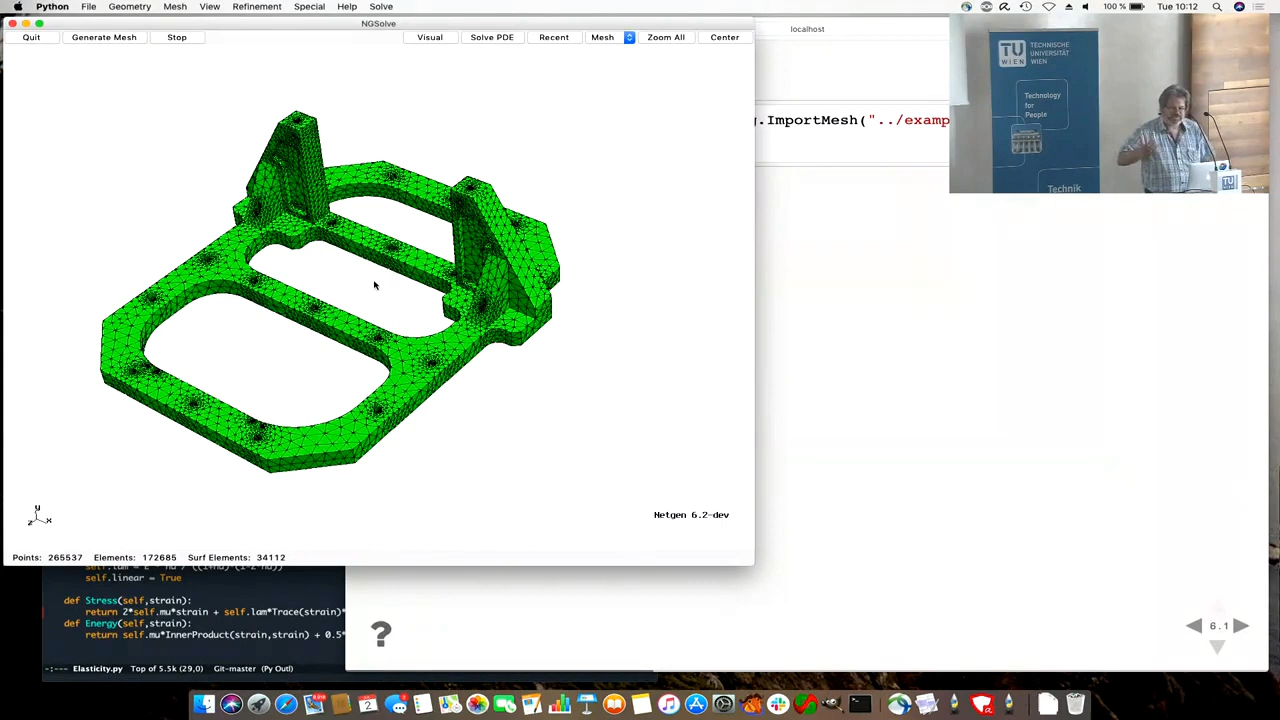 Python File Geometry Mesh View Refinement Special Help Solve 100 % Tue 10:12
NGSolve
Quit Generate Mesh Stop Visual Solve PDE Recent Mesh Zoom All Center
localhost
g.ImportMesh("../examp
TU
WIEN
TECHNISCHE
UNIVERSITÄT
WIEN
Technology
for
People
Technik
y
z x
Netgen 6.2-dev
Points: 265537 Elements: 172685 Surf Elements: 34112
self.linear = True
def Stress(self,strain):
return 2*self.mu*strain + self.lam*Trace(strain)*
def Energy(self,strain):
return self.mu*InnerProduct(strain,strain) + 0.5*
-:--- Elasticity.py Top of 5.5k (29,0) Git-master (Py Outl)
?
6.1